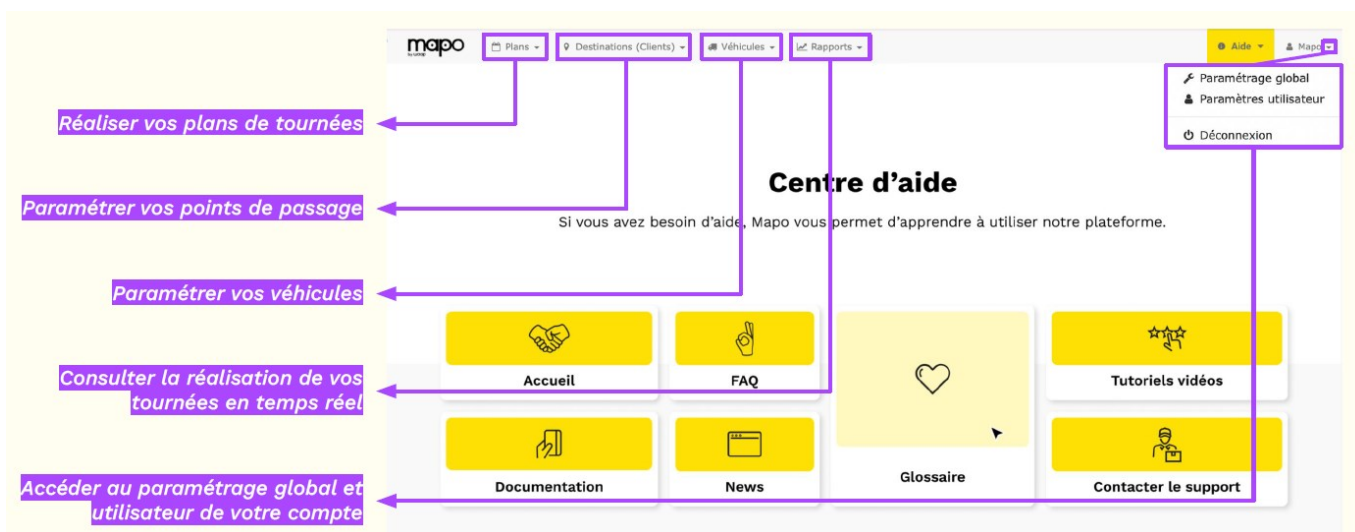 mapo
Plans
Destinations (Clients)
Véhicules
Rapports
Aide
Mapo
Paramétrage global
Paramètres utilisateur
Déconnexion
Réaliser vos plans de tournées
Paramétrer vos points de passage
Paramétrer vos véhicules
Consulter la réalisation de vos
tournées en temps réel
Accéder au paramétrage global et
utilisateur de votre compte
Centre d’aide
Si vous avez besoin d’aide, Mapo vous permet d’apprendre à utiliser notre plateforme.
Accueil
FAQ
Glossaire
Tutoriels vidéos
Documentation
News
Contacter le support